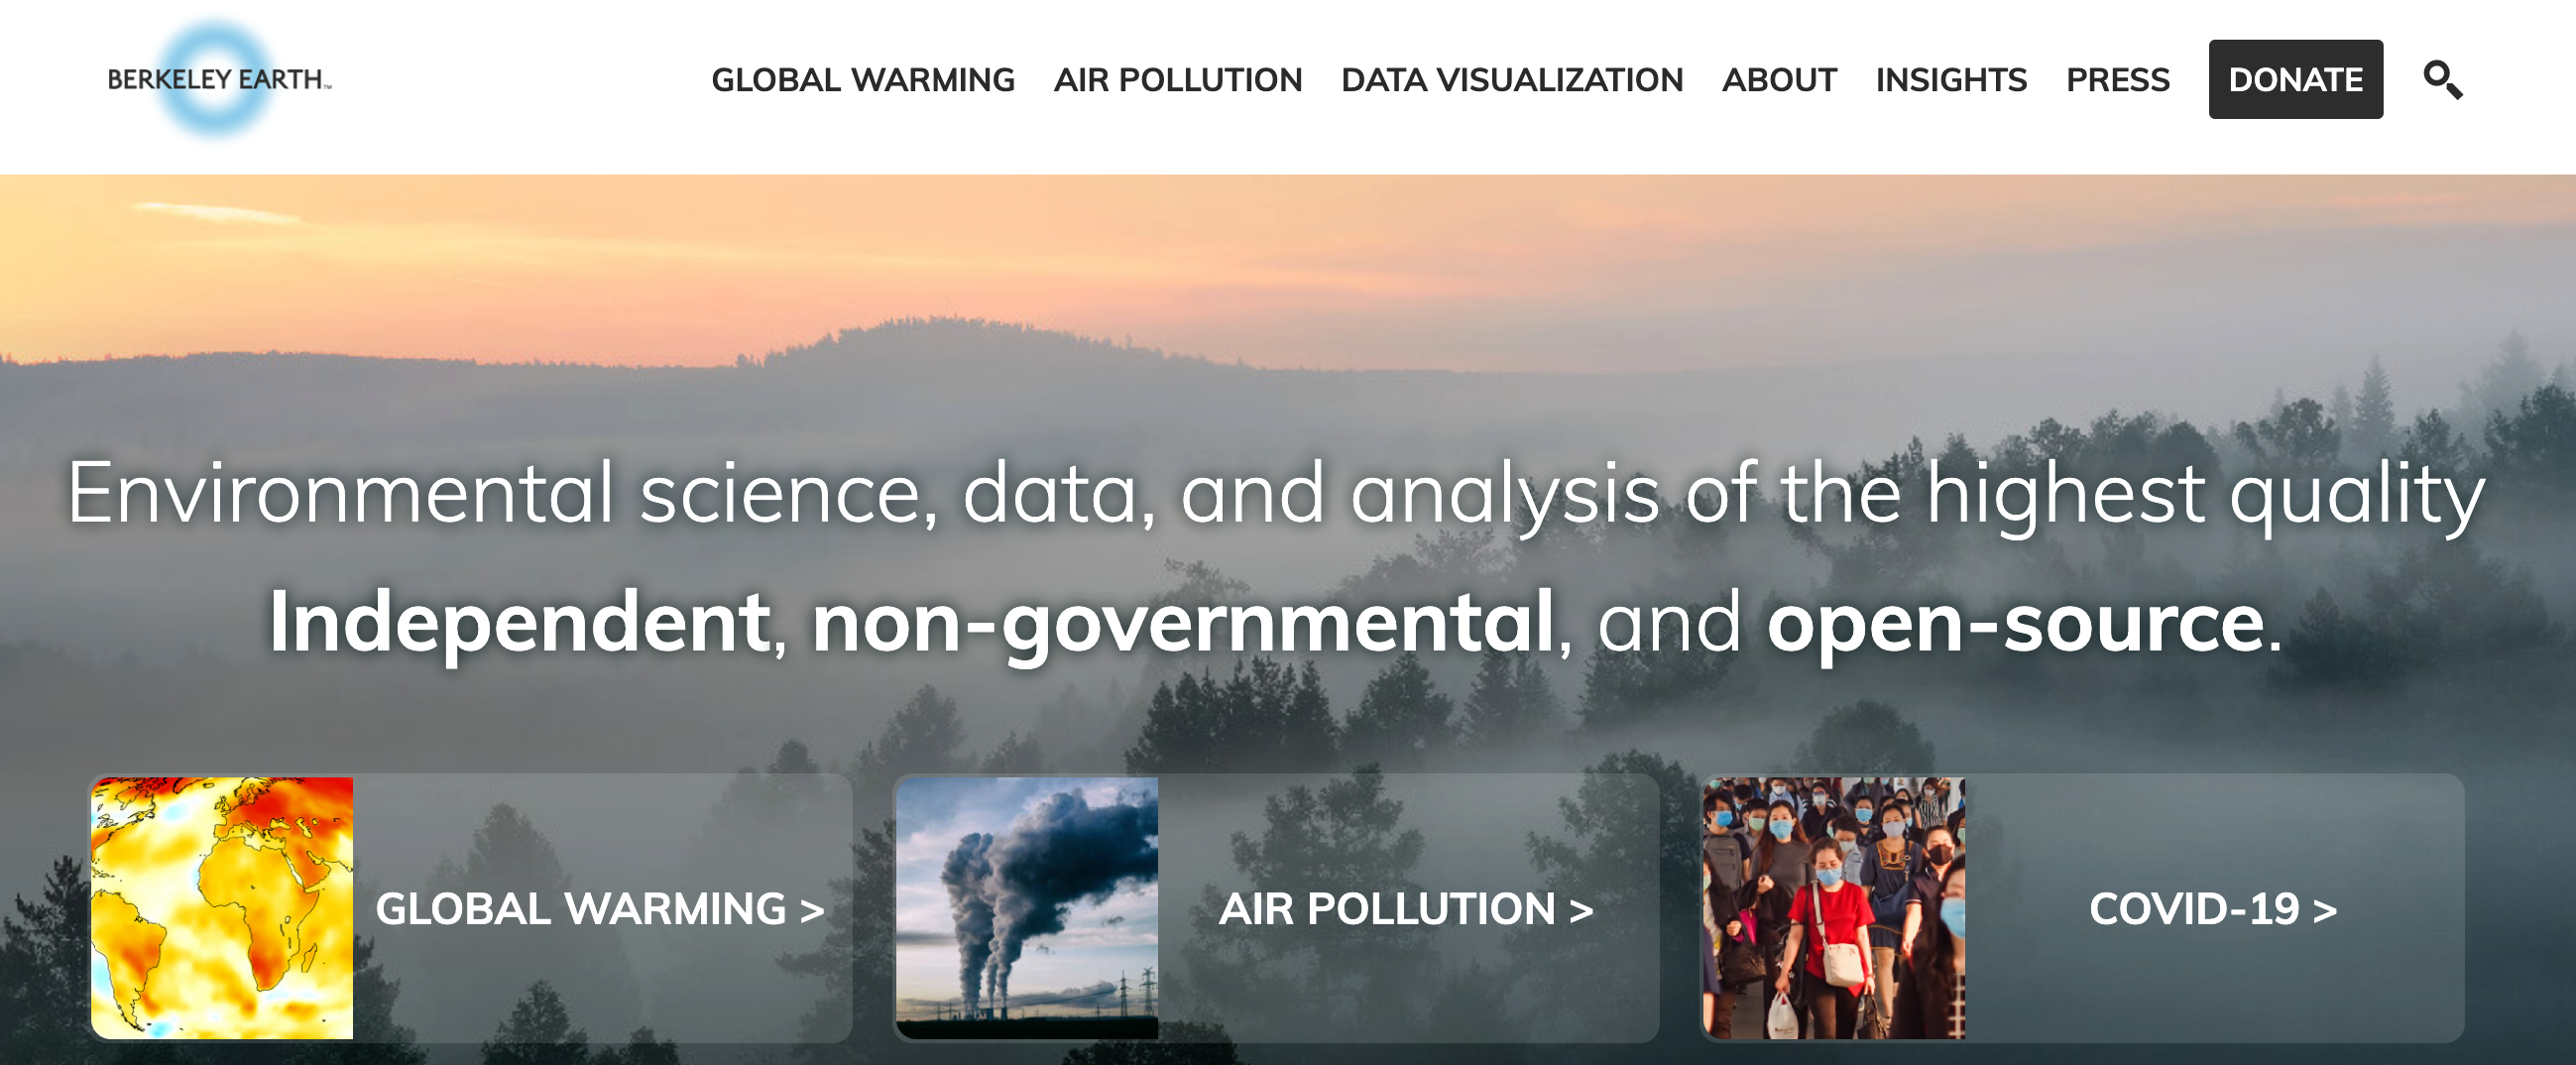 BERKELEY EARTH™
GLOBAL WARMING AIR POLLUTION DATA VISUALIZATION ABOUT INSIGHTS PRESS DONATE
Environmental science, data, and analysis of the highest quality
Independent, non-governmental, and open-source.
GLOBAL WARMING >
AIR POLLUTION >
COVID-19 >